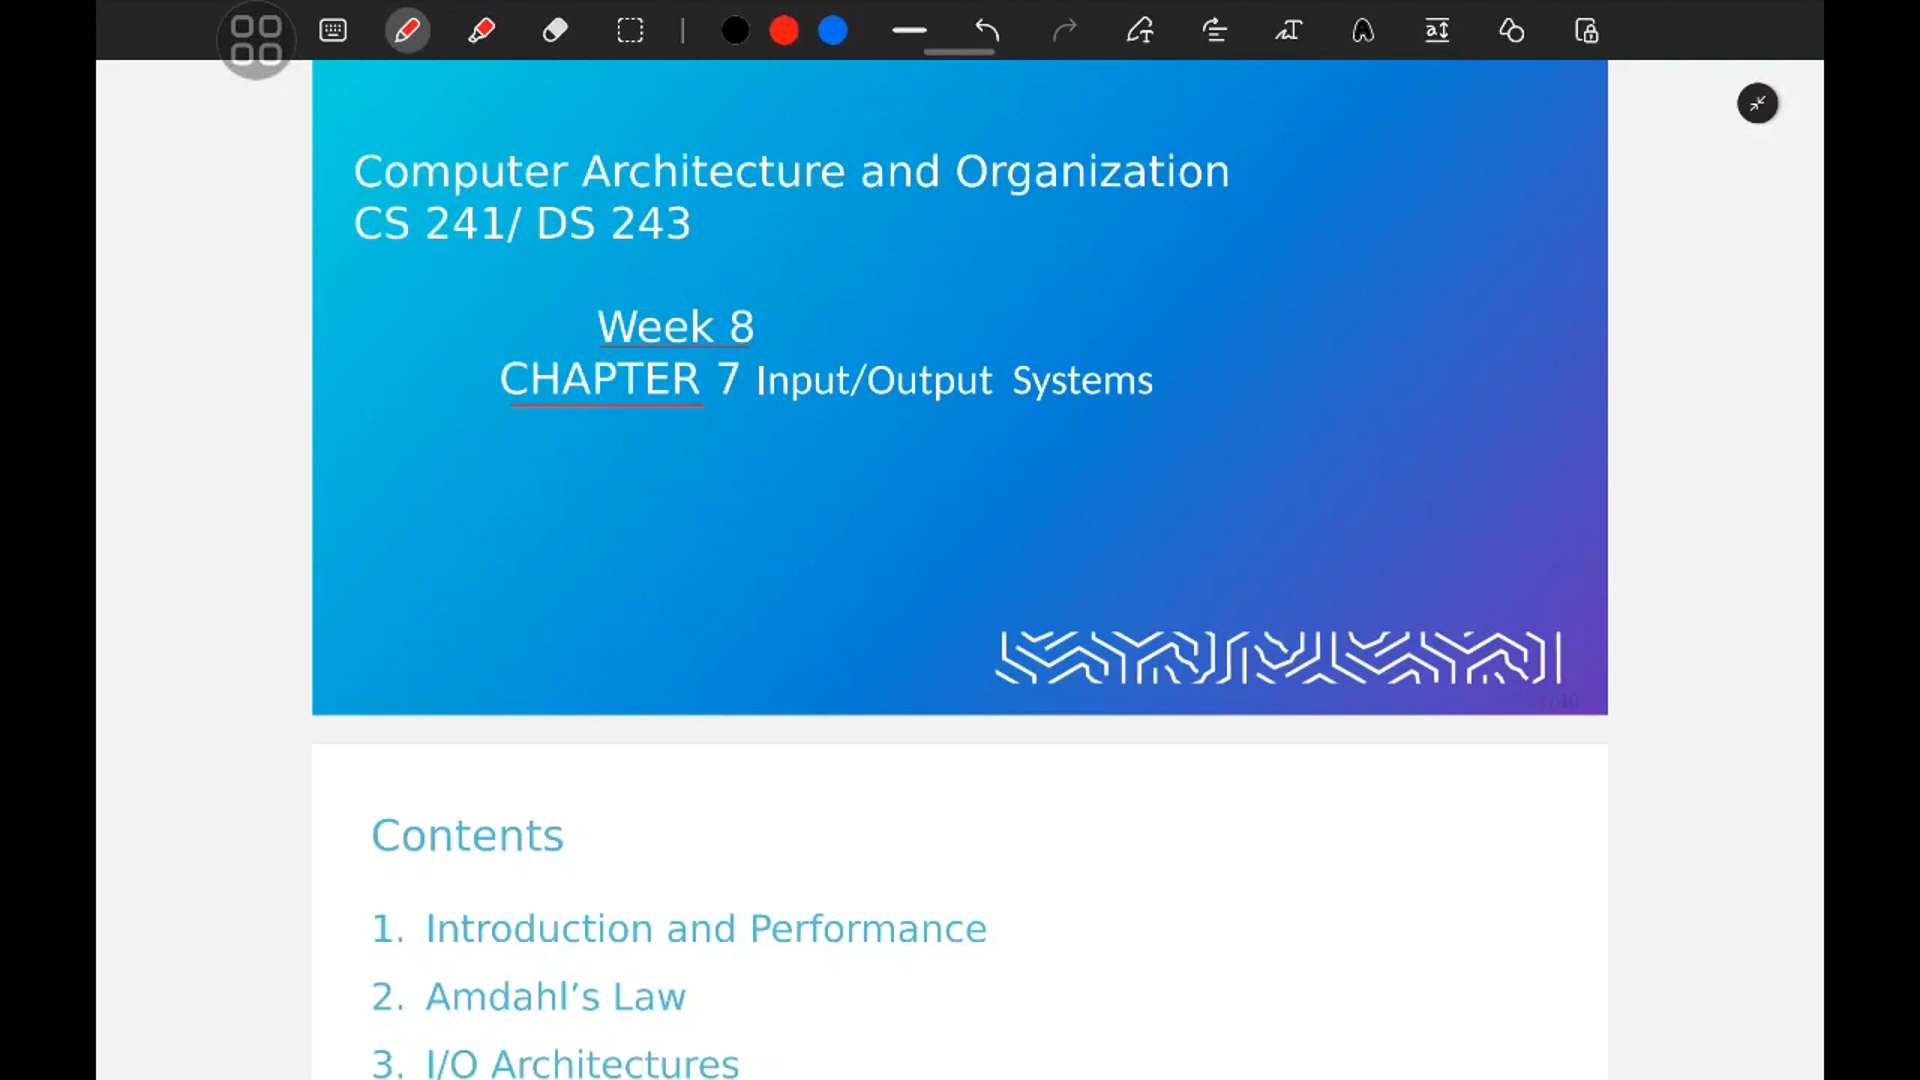 Computer Architecture and Organization
CS 241/ DS 243
Week 8
CHAPTER 7 Input/Output Systems
Contents
1. Introduction and Performance
2. Amdahl’s Law
3. I/O Architectures